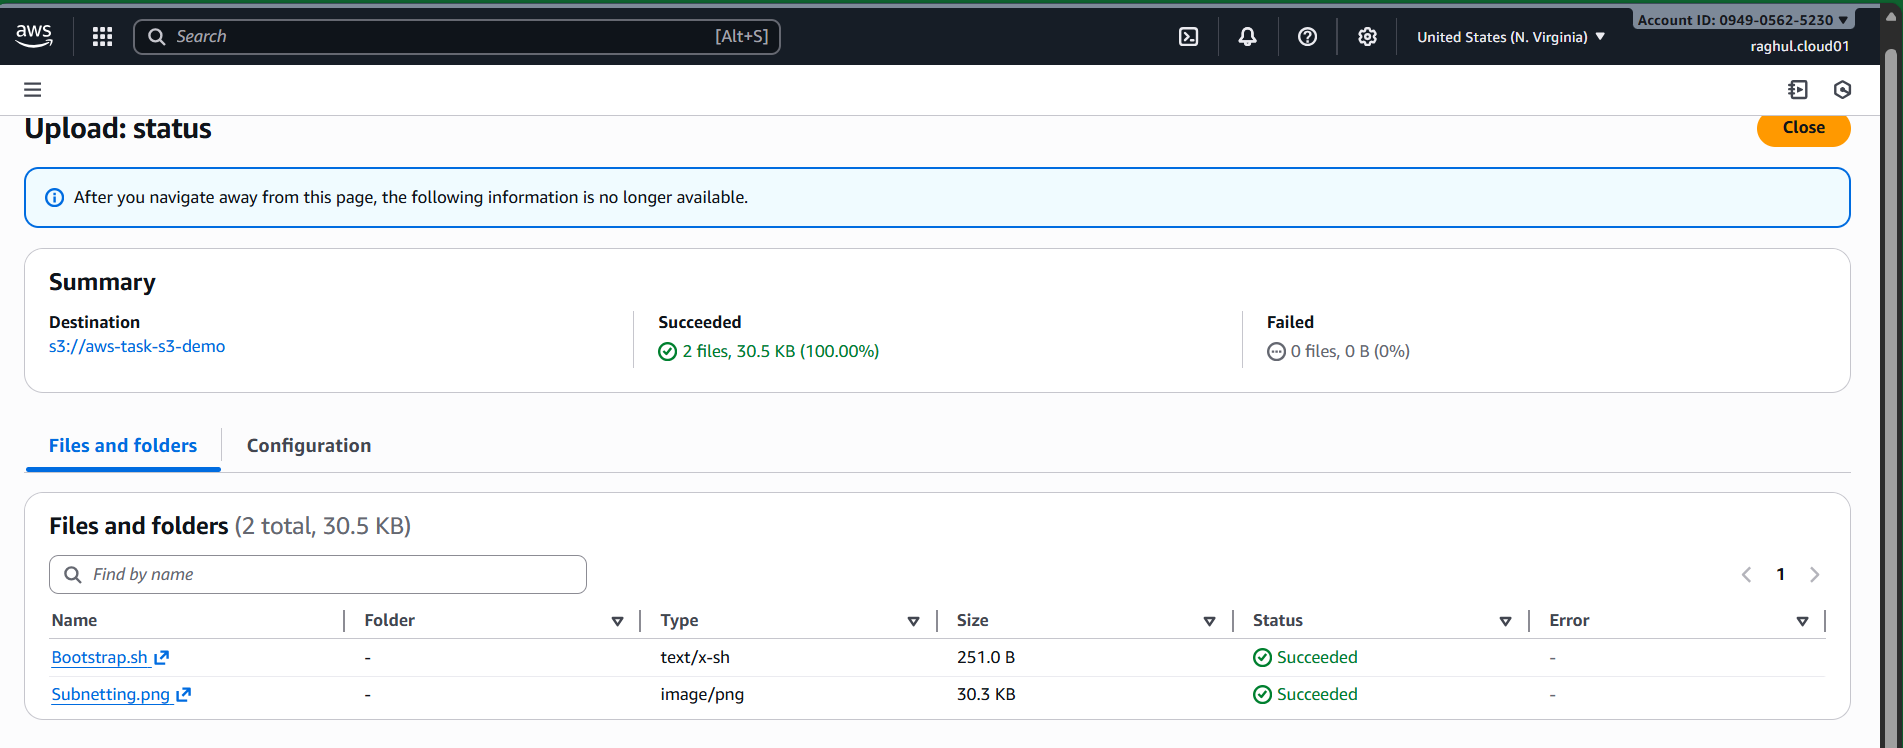 aws
Search [Alt+S]
United States (N. Virginia) ▼
Account ID: 0949-0562-5230 ▼
raghul.cloud01
Upload: status
Close
After you navigate away from this page, the following information is no longer available.
Summary
Destination
s3://aws-task-s3-demo
Succeeded
2 files, 30.5 KB (100.00%)
Failed
0 files, 0 B (0%)
Files and folders
Configuration
Files and folders (2 total, 30.5 KB)
Find by name
1
Name Folder Type Size Status Error
Bootstrap.sh - text/x-sh 251.0 B Succeeded -
Subnetting.png - image/png 30.3 KB Succeeded -